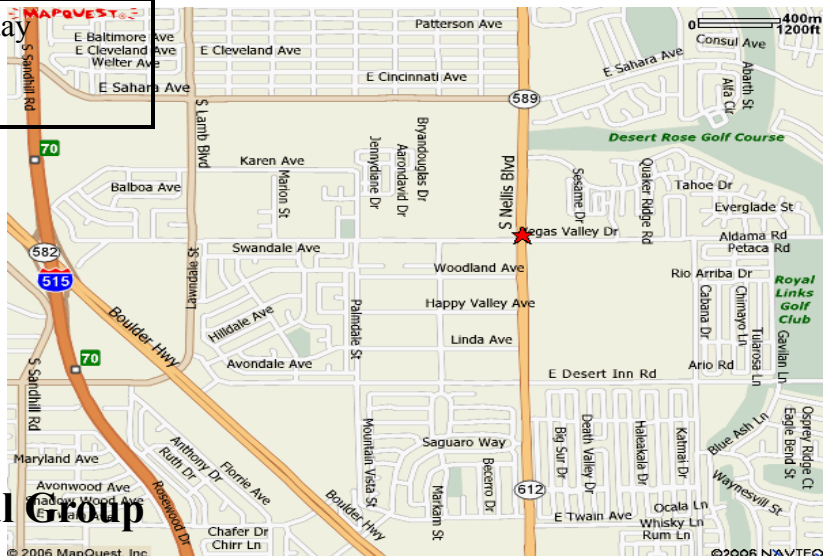 MAPQUEST®
ay
400m
0
1200ft
Patterson Ave
E Baltimore Ave
E Cleveland Ave
E Cleveland Ave
Welter Ave
Consul Ave
E Sahara Ave
E Cincinnati Ave
E Sahara Ave
S Sandhill Rd
Abarth St
Alfa Cir
589
S Lamb Blvd
Desert Rose Golf Course
70
Karen Ave
Jennydiane Dr
Aarondavid Dr
Bryandouglas Dr
S Nellis Blvd
Balboa Ave
Marion St
Sesame Dr
Quaker Ridge Rd
Tahoe Dr
Everglade St
Vegas Valley Dr
Aldama Rd
Petaca Rd
Swandale Ave
582
515
Lawndale St
Woodland Ave
Rio Arriba Dr
Royal
Links
Golf
Club
Happy Valley Ave
Palmdale St
Cabana Dr
Chimayo Ln
Tularosa Ln
Gavilan Ln
Boulder Hwy
Hilldale Ave
Linda Ave
70
Avondale Ave
Ario Rd
E Desert Inn Rd
S Sandhill Rd
Mountain Vista St
Saguaro Way
Big Sur Dr
Death Valley Dr
Haleakala Dr
Katmai Dr
Blue Ash Ln
Osprey Ridge Ct
Eagle Bend St
Maryland Ave
Anthony Dr
Ruth Dr
Florrie Ave
Becerro Dr
Markam St
Waynesvill St
Avonwood Ave
Shadow Wood Ave
Rosewood Dr
Boulder Hwy
612
l Group
Ocala Ln
E Twain Ave
Whisky Ln
Rum Ln
Chafer Dr
Chirr Ln
© 2006 MapQuest, Inc
©2006 NAVTEQ